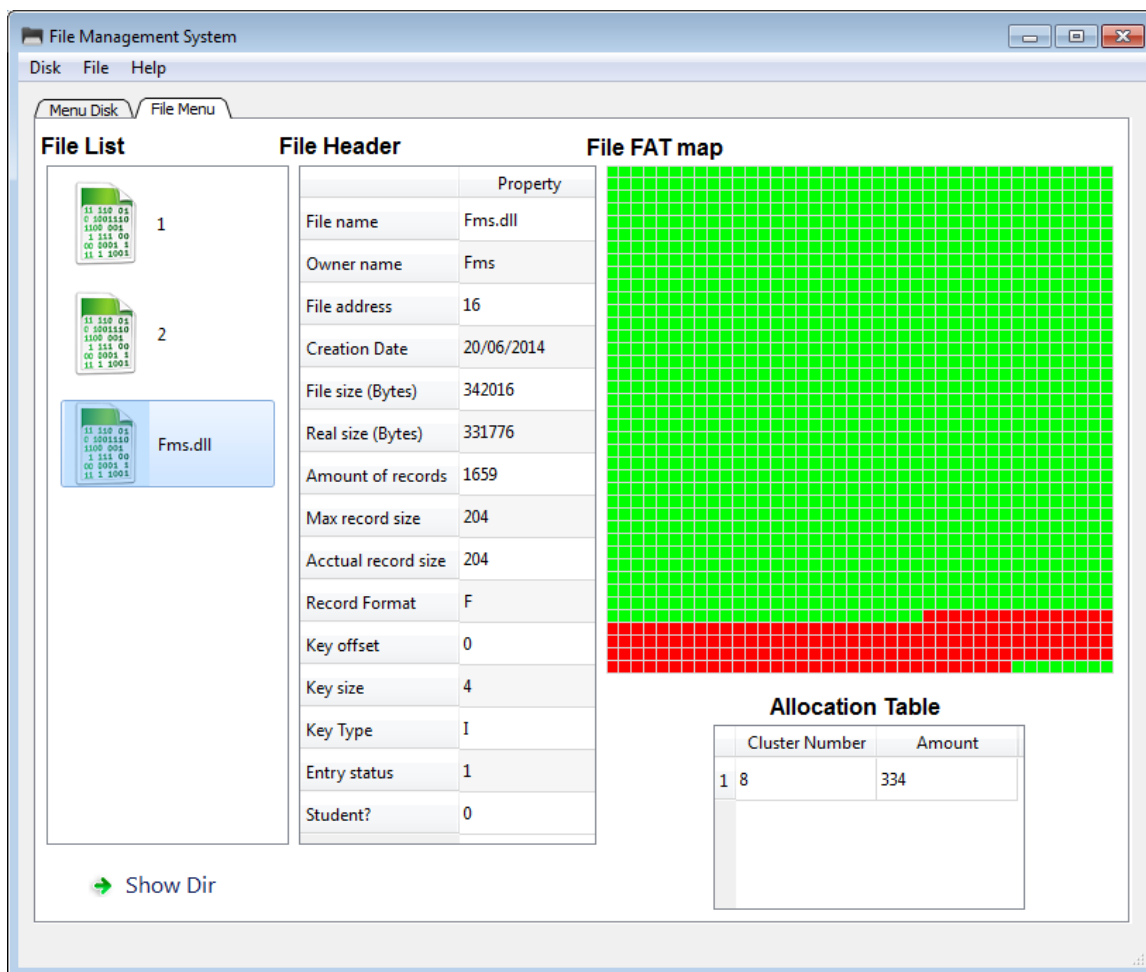 File Management System
Disk File Help
Menu Disk File Menu
File List
1
2
Fms.dll
Show Dir
File Header
Property
File name Fms.dll
Owner name Fms
File address 16
Creation Date 20/06/2014
File size (Bytes) 342016
Real size (Bytes) 331776
Amount of records 1659
Max record size 204
Acctual record size 204
Record Format F
Key offset 0
Key size 4
Key Type I
Entry status 1
Student? 0
File FAT map
Allocation Table
Cluster Number Amount
1 8 334